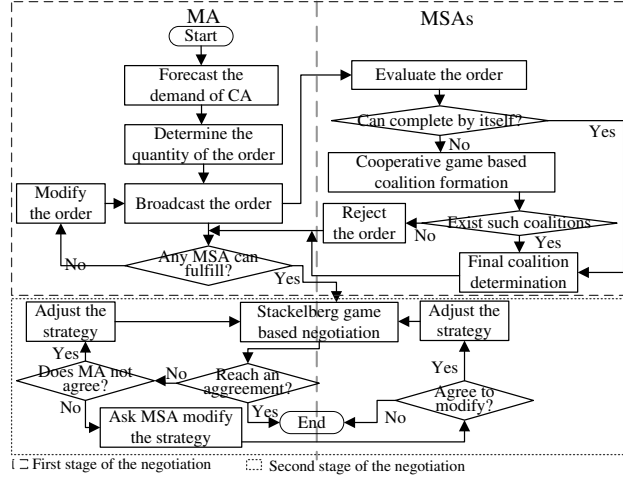 MA
MSAs
Start
Forecast the
demand of CA
Determine the
quantity of the order
Modify
the order
Broadcast the order
Any MSA can
fulfill?
No
Yes
Evaluate the order
Can complete by itself?
Yes
No
Cooperative game based
coalition formation
Reject
the order
No
Exist such coalitions
Yes
Final coalition
determination
Adjust the
strategy
Stackelberg game
based negotiation
Adjust the
strategy
Yes
Does MA not
agree?
No
Reach an
aggreement?
Yes
No
Ask MSA modify
the strategy
End
No
Agree to
modify?
Yes
First stage of the negotiation
Second stage of the negotiation